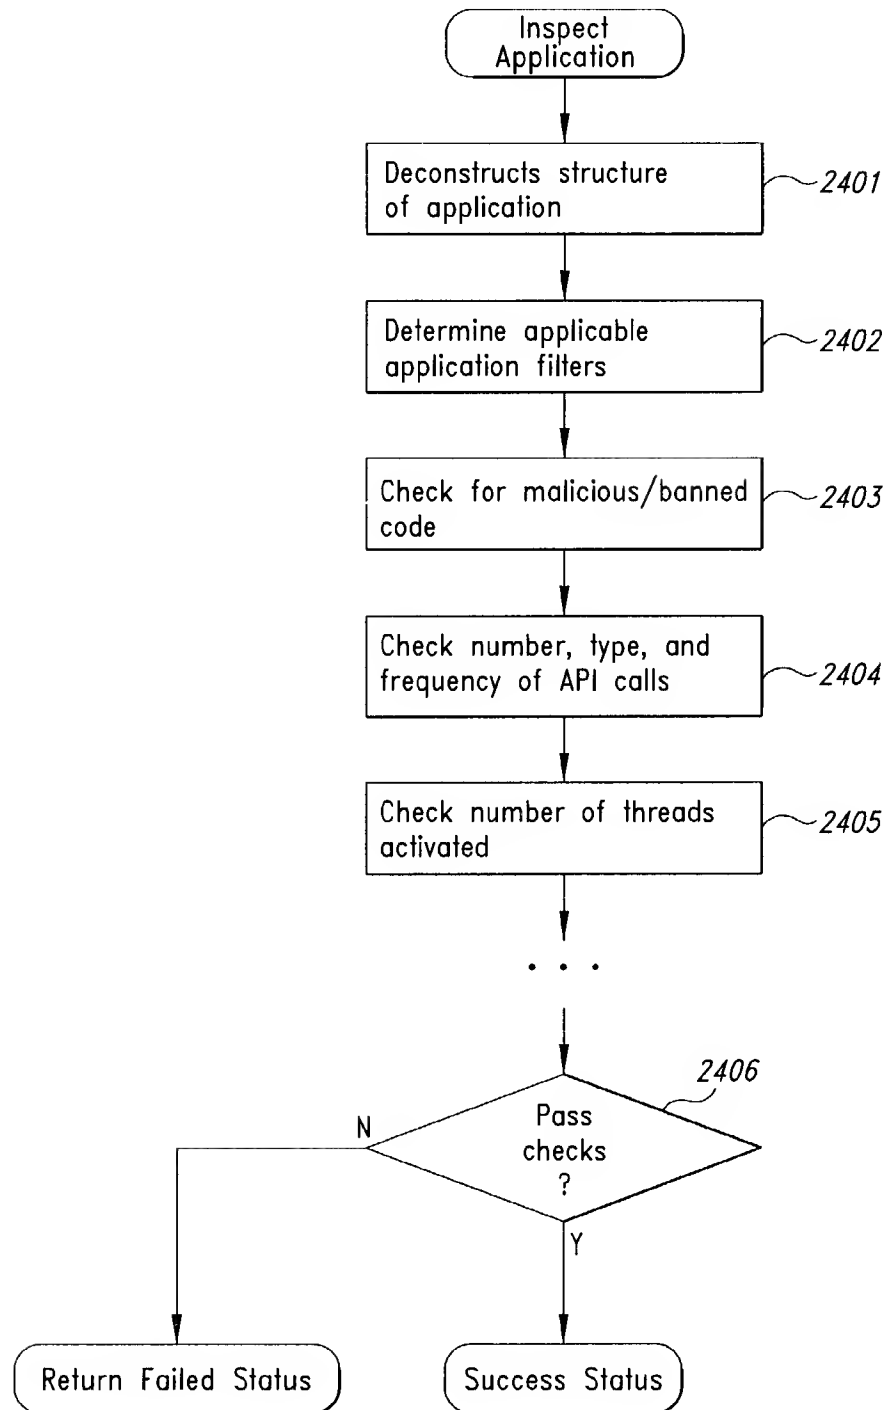 Inspect
Application
Deconstructs structure
of application
2401
Determine applicable
application filters
2402
Check for malicious/banned
code
2403
Check number, type, and
frequency of API calls
2404
Check number of threads
activated
2405
. . .
2406
Pass
checks
?
N
Y
Return Failed Status
Success Status